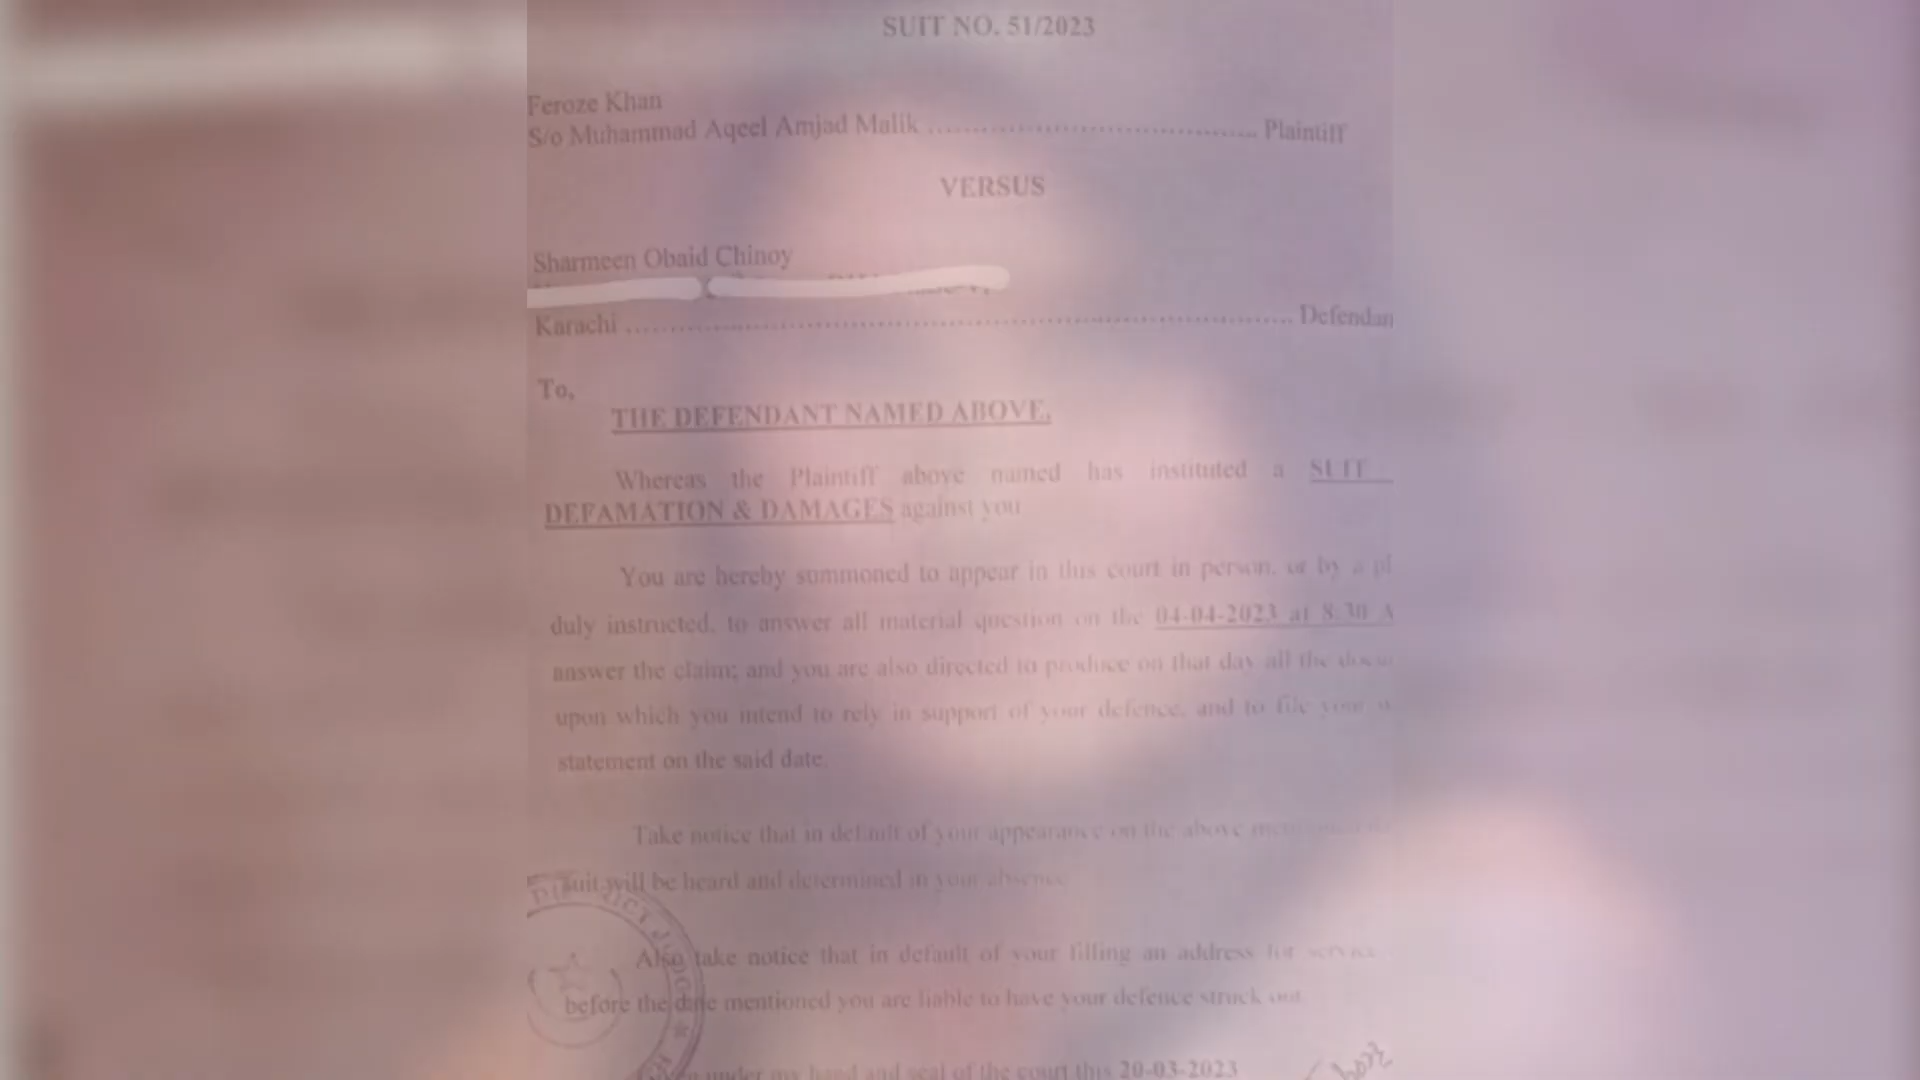 SUIT NO. 51/2023
Feroze Khan
S/o Muhammad Aqeel Amjad Malik ........................................ Plaintiff
VERSUS
Sharmeen Obaid Chinoy
Karachi ........................................ Defendan
To,
THE DEFENDANT NAMED ABOVE.
Whereas the Plaintiff above named has instituted a SUIT
DEFAMATION & DAMAGES against you
You are hereby summoned to appear in this court in person, or by a pl
duly instructed, to answer all material question on the 04-04-2023 at 8:30 A
answer the claim; and you are also directed to produce on that day all the
upon which you intend to rely in support of your defence, and to file your
statement on the said date.
Take notice that in default of your appearance on the above
suit will be heard and determined in your absence
Also take notice that in default of your filling an address for service
before the date mentioned you are liable to have your defence struck out
under my hand and seal of the court this 20-03-2023